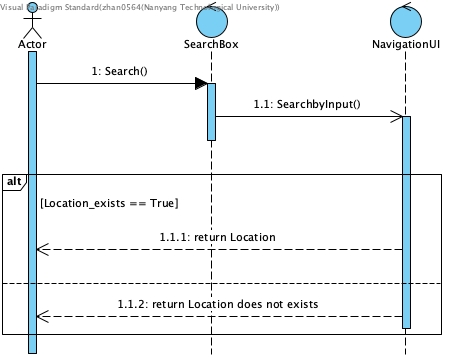 Visual Paradigm Standard(zhan0564(Nanyang Technological University))
Actor
SearchBox
NavigationUI
1: Search()
1.1: SearchbyInput()
alt
[Location_exists == True]
1.1.1: return Location
1.1.2: return Location does not exists